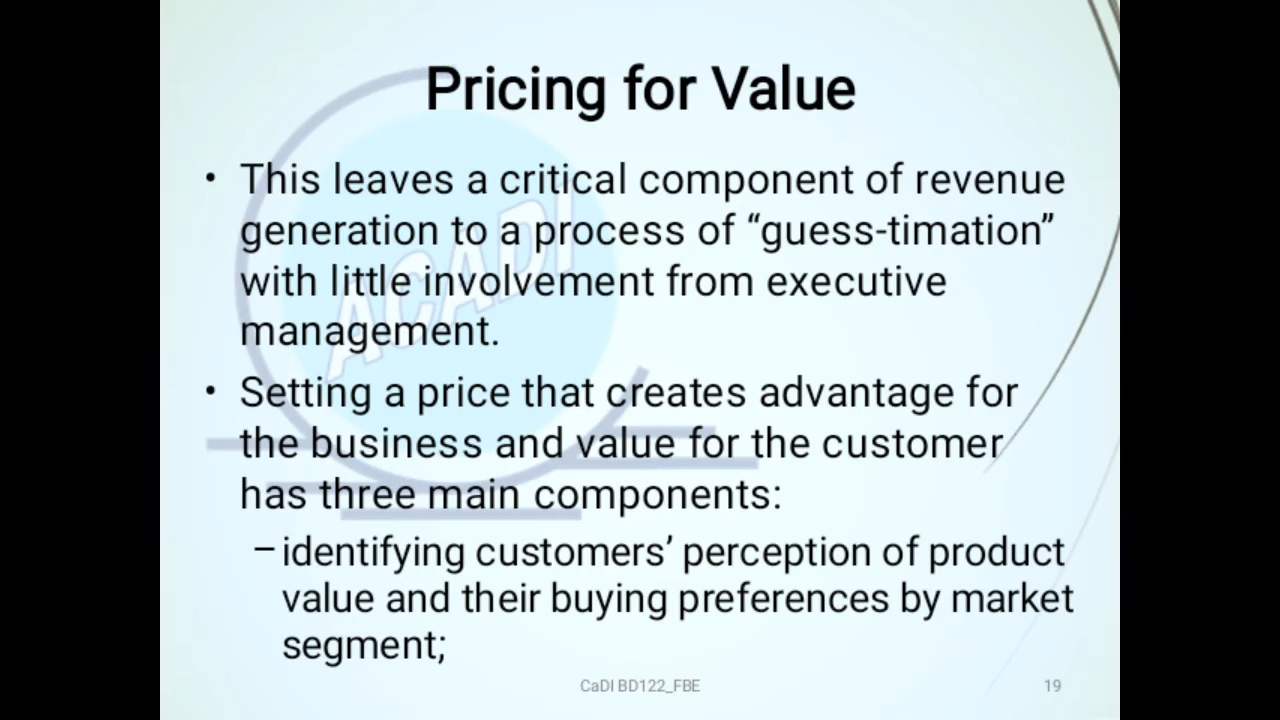 Pricing for Value
• This leaves a critical component of revenue
generation to a process of “guess-timation”
with little involvement from executive
management.
• Setting a price that creates advantage for
the business and value for the customer
has three main components:
– identifying customers’ perception of product
value and their buying preferences by market
segment;
ACADI
CaDI BD122_FBE
19